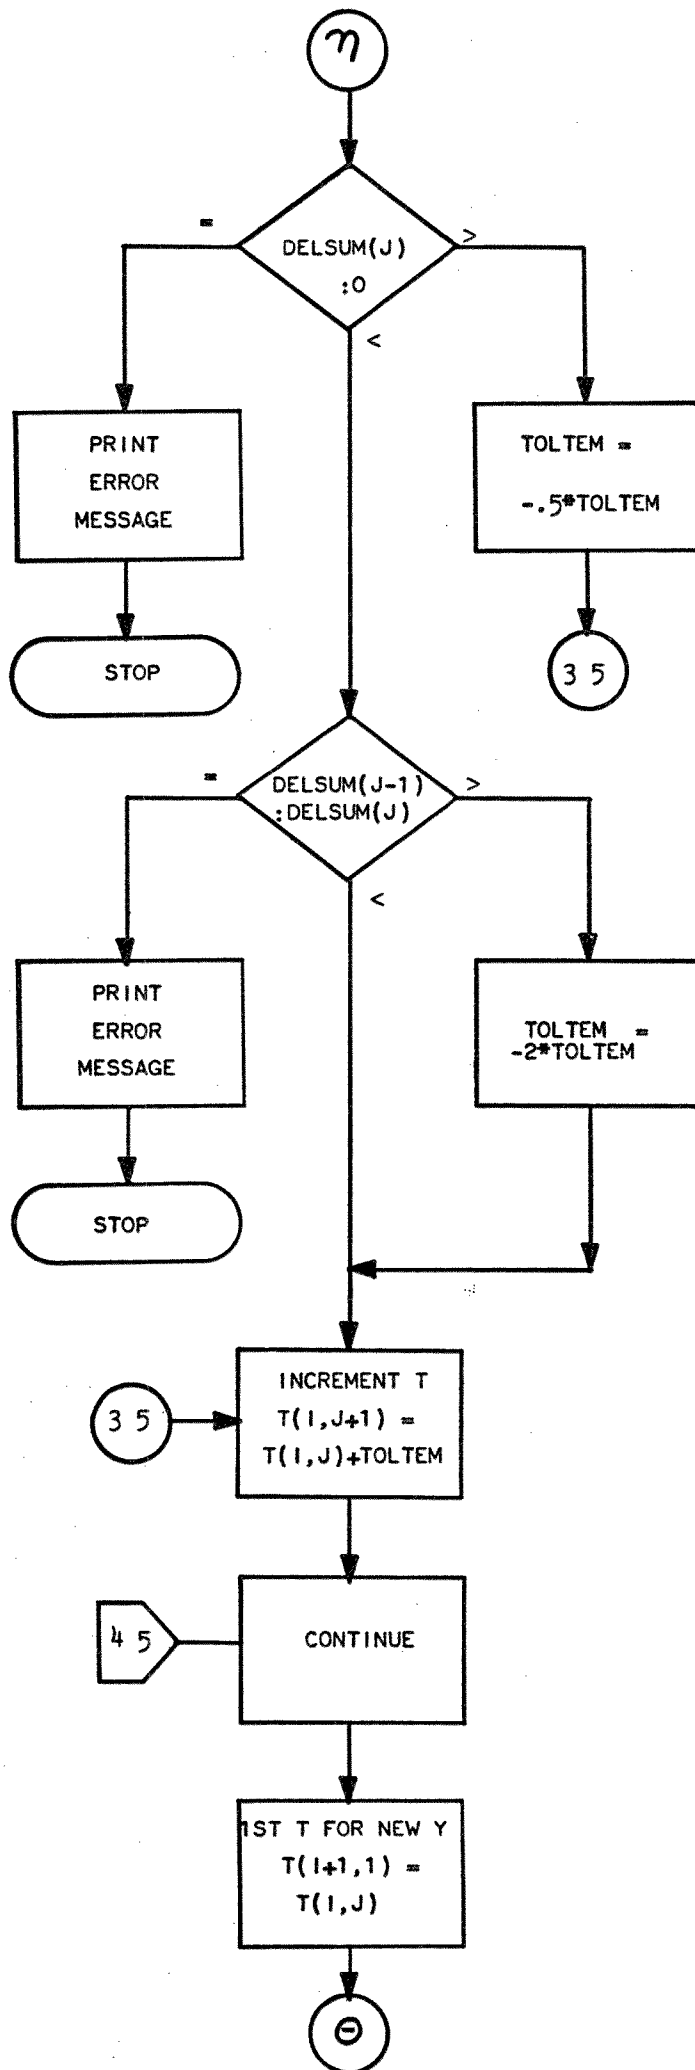 η
=
DELSUM(J)
:0
>
<
PRINT
ERROR
MESSAGE
TOLTEM =
-.5*TOLTEM
STOP
3 5
=
DELSUM(J-1)
:DELSUM(J)
>
<
PRINT
ERROR
MESSAGE
TOLTEM =
-2*TOLTEM
STOP
INCREMENT T
3 5
T(I,J+1) =
T(I,J)+TOLTEM
4 5
CONTINUE
1ST T FOR NEW Y
T(I+1,1) =
T(I,J)
Θ